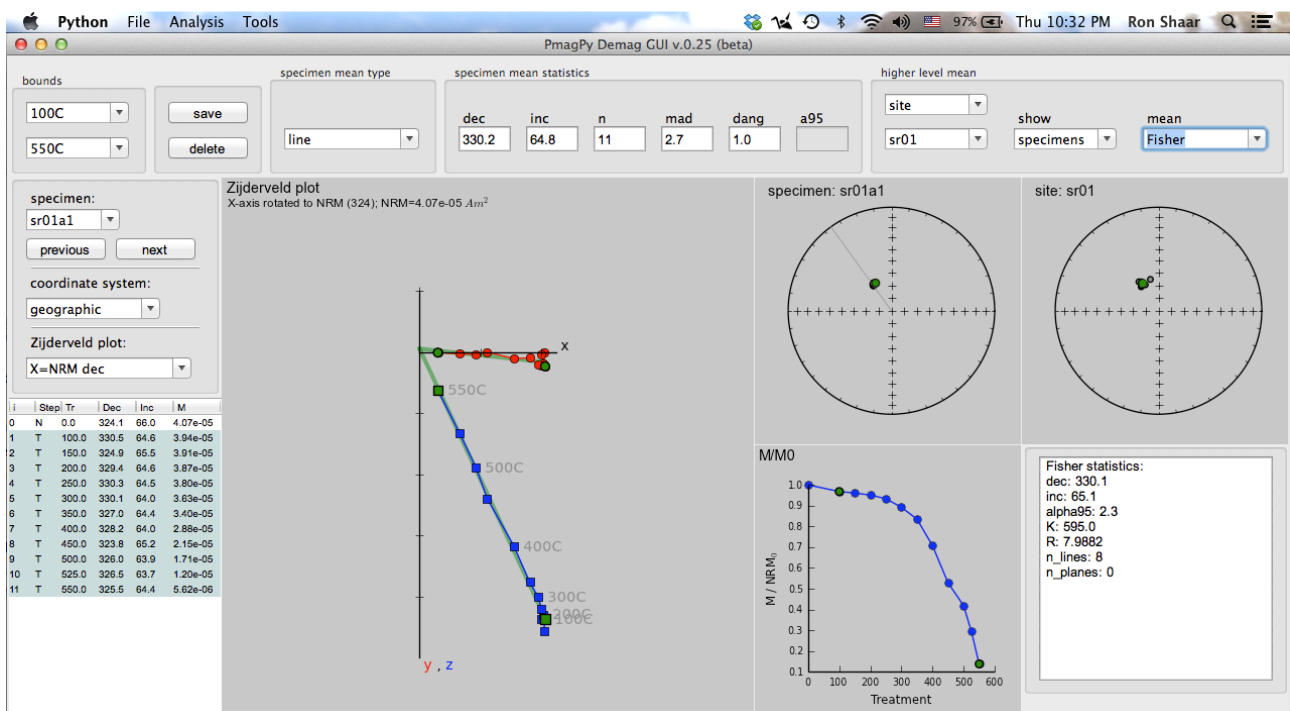 Python File Analysis Tools 97% Thu 10:32 PM Ron Shaar
PmagPy Demag GUI v.0.25 (beta)
bounds
100C
550C
save
delete
specimen mean type
line
specimen mean statistics
dec inc n mad dang a95
330.2 64.8 11 2.7 1.0
higher level mean
site
sr01
show
specimens
mean
Fisher
specimen:
sr01a1
previous next
coordinate system:
geographic
Zijderveld plot:
X=NRM dec
i Step Tr Dec Inc M
0 N 0.0 324.1 66.0 4.07e-05
1 T 100.0 330.5 64.6 3.94e-05
2 T 150.0 324.9 65.5 3.91e-05
3 T 200.0 329.4 64.6 3.87e-05
4 T 250.0 330.3 64.5 3.80e-05
5 T 300.0 330.1 64.0 3.63e-05
6 T 350.0 327.0 64.4 3.40e-05
7 T 400.0 328.2 64.0 2.88e-05
8 T 450.0 323.8 65.2 2.15e-05
9 T 500.0 326.0 63.9 1.71e-05
10 T 525.0 326.5 63.7 1.20e-05
11 T 550.0 325.5 64.4 5.62e-06
Zijderveld plot
X-axis rotated to NRM (324); NRM=4.07e-05 Am²
x
550C
500C
400C
300C
200C
100C
y , z
specimen: sr01a1
site: sr01
M/M0
1.0
0.9
0.8
0.7
0.6
0.5
0.4
0.3
0.2
0.1
M / NRM₀
0 100 200 300 400 500 600
Treatment
Fisher statistics:
dec: 330.1
inc: 65.1
alpha95: 2.3
K: 595.0
R: 7.9882
n_lines: 8
n_planes: 0